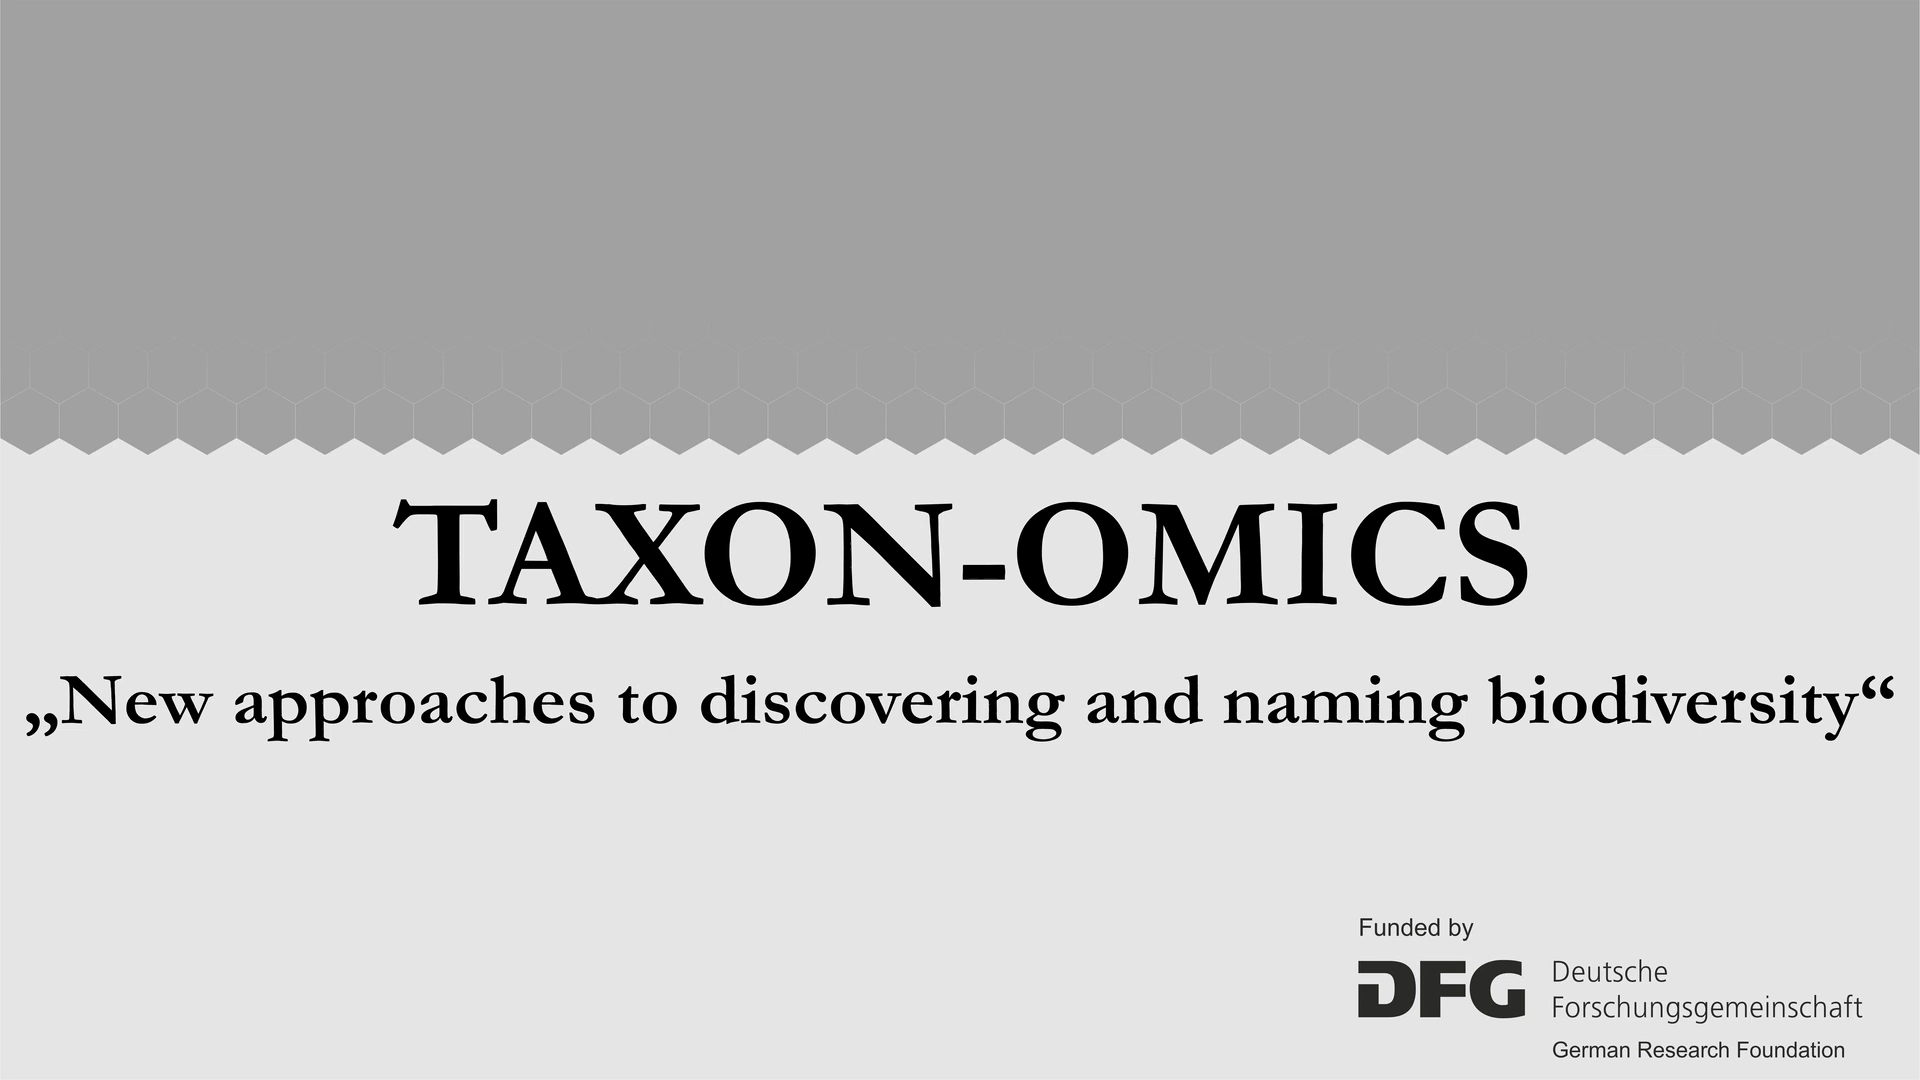 TAXON-OMICS
„New approaches to discovering and naming biodiversity“
Funded by
DFG Deutsche
Forschungsgemeinschaft
German Research Foundation